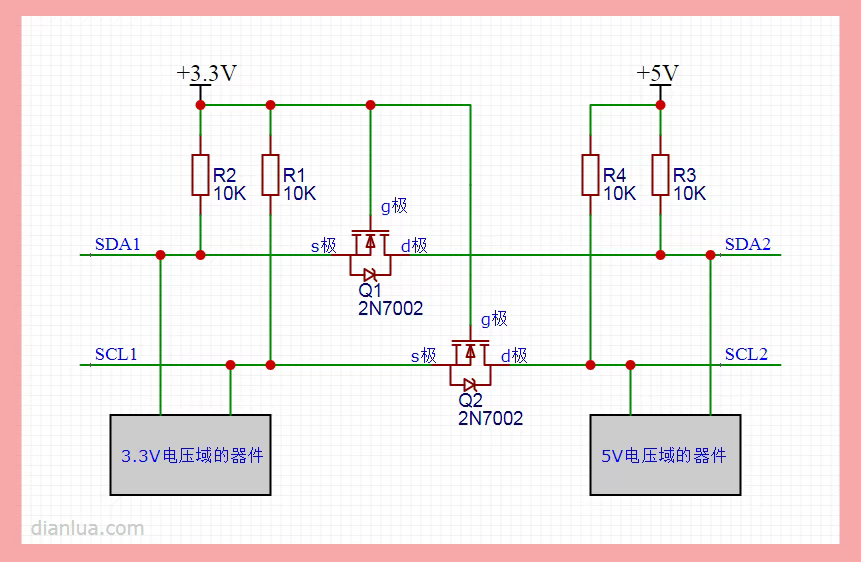 +3.3V
+5V
R2
10K
R1
10K
R4
10K
R3
10K
g极
SDA1
s极
d极
SDA2
Q1
2N7002
g极
SCL1
s极
d极
SCL2
Q2
2N7002
3.3V电压域的器件
5V电压域的器件
dianlua.com